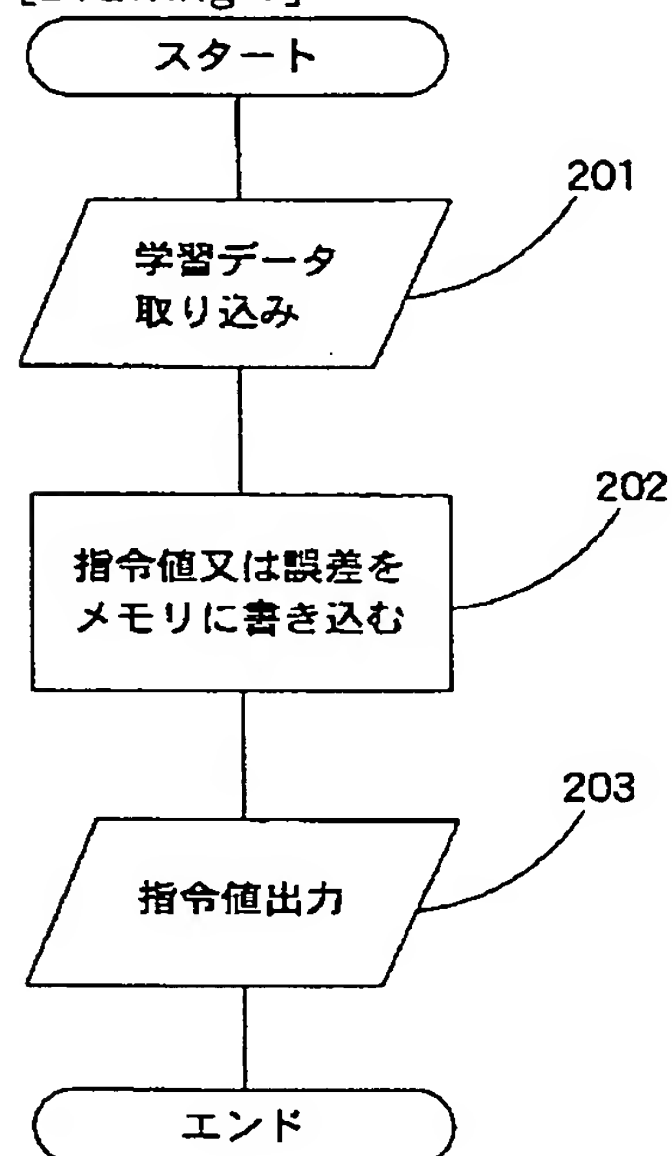 スタート
201
学習データ
取り込み
202
指令値又は誤差を
メモリに書き込む
203
指令値出力
エンド